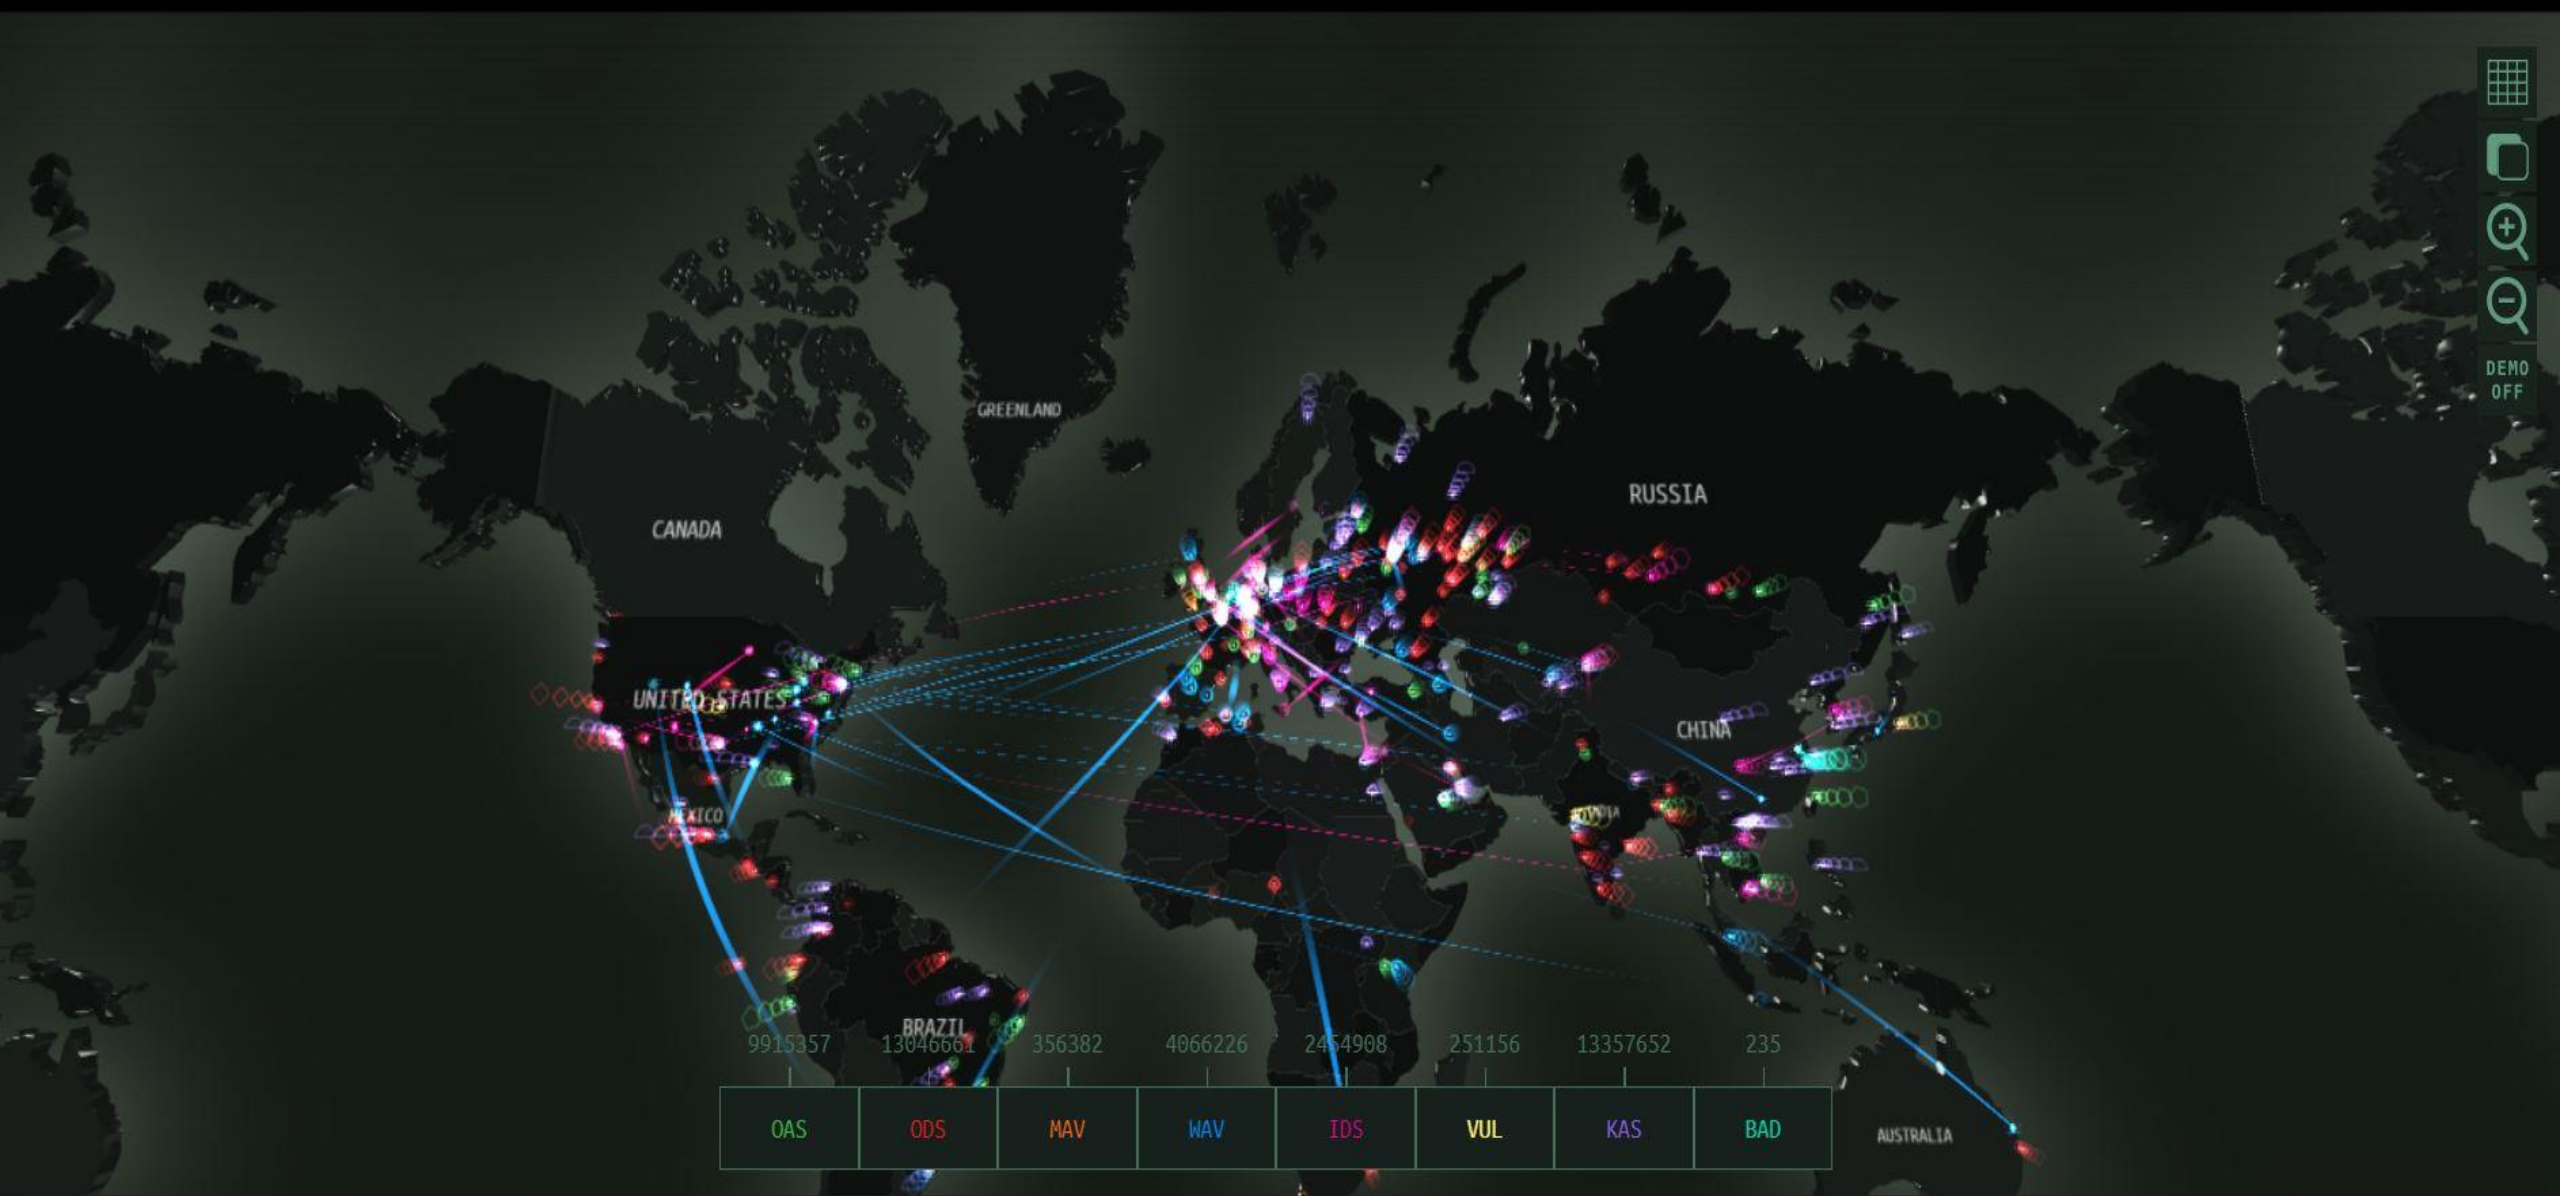 DEMO
OFF
GREENLAND
RUSSIA
CANADA
UNITED STATES
CHINA
MEXICO
INDIA
BRAZIL
9915357 13046661 356382 4066226 2454908 251156 13357652 235
OAS ODS MAV WAV IDS VUL KAS BAD
AUSTRALIA